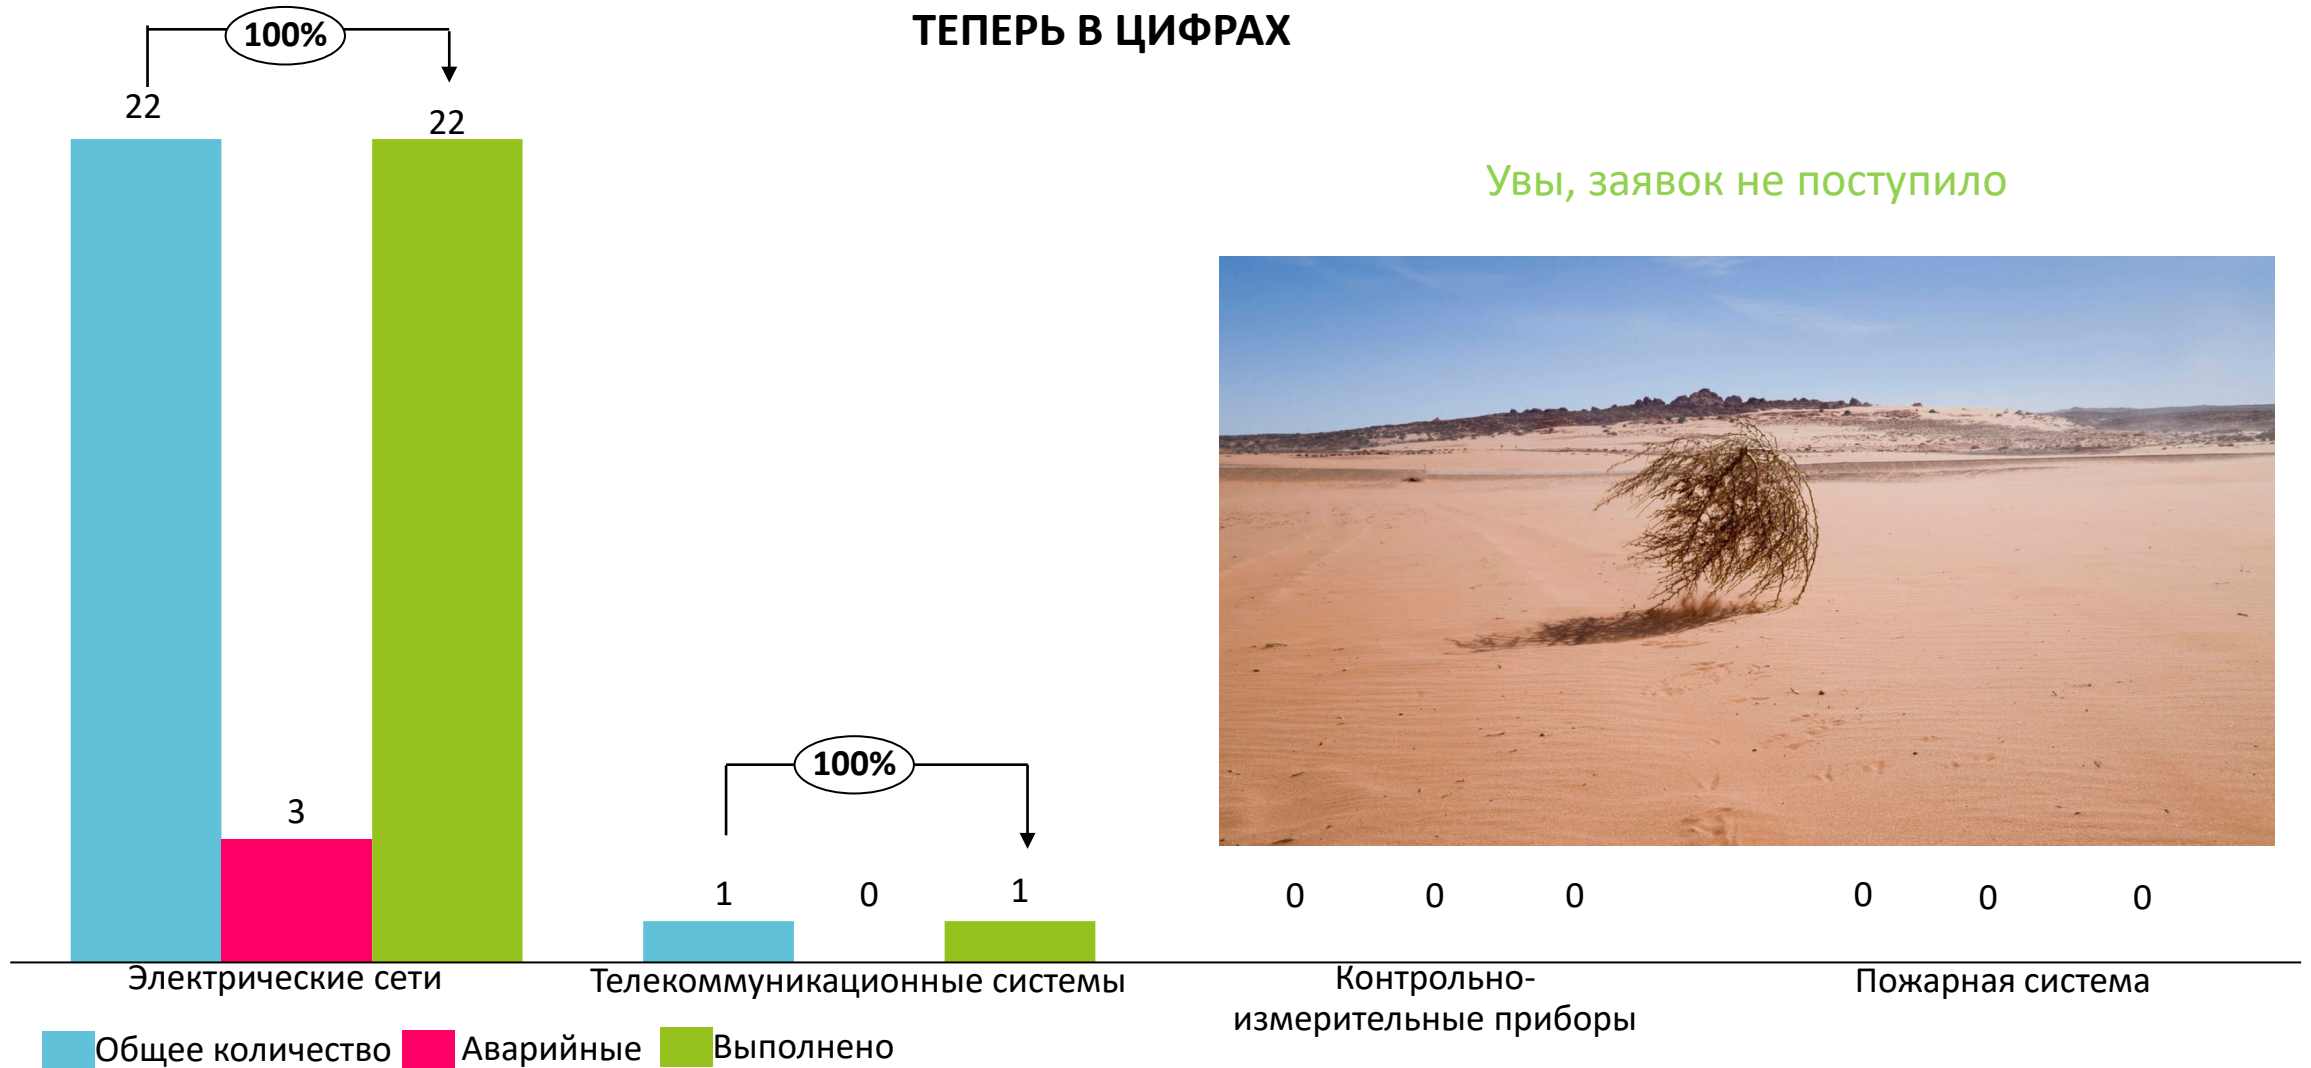 ТЕПЕРЬ В ЦИФРАХ
100%
22
22
3
Увы, заявок не поступило
100%
1
0
1
0
0
0
0
0
0
Электрические сети
Телекоммуникационные системы
Контрольно-
измерительные приборы
Пожарная система
Общее количество
Аварийные
Выполнено